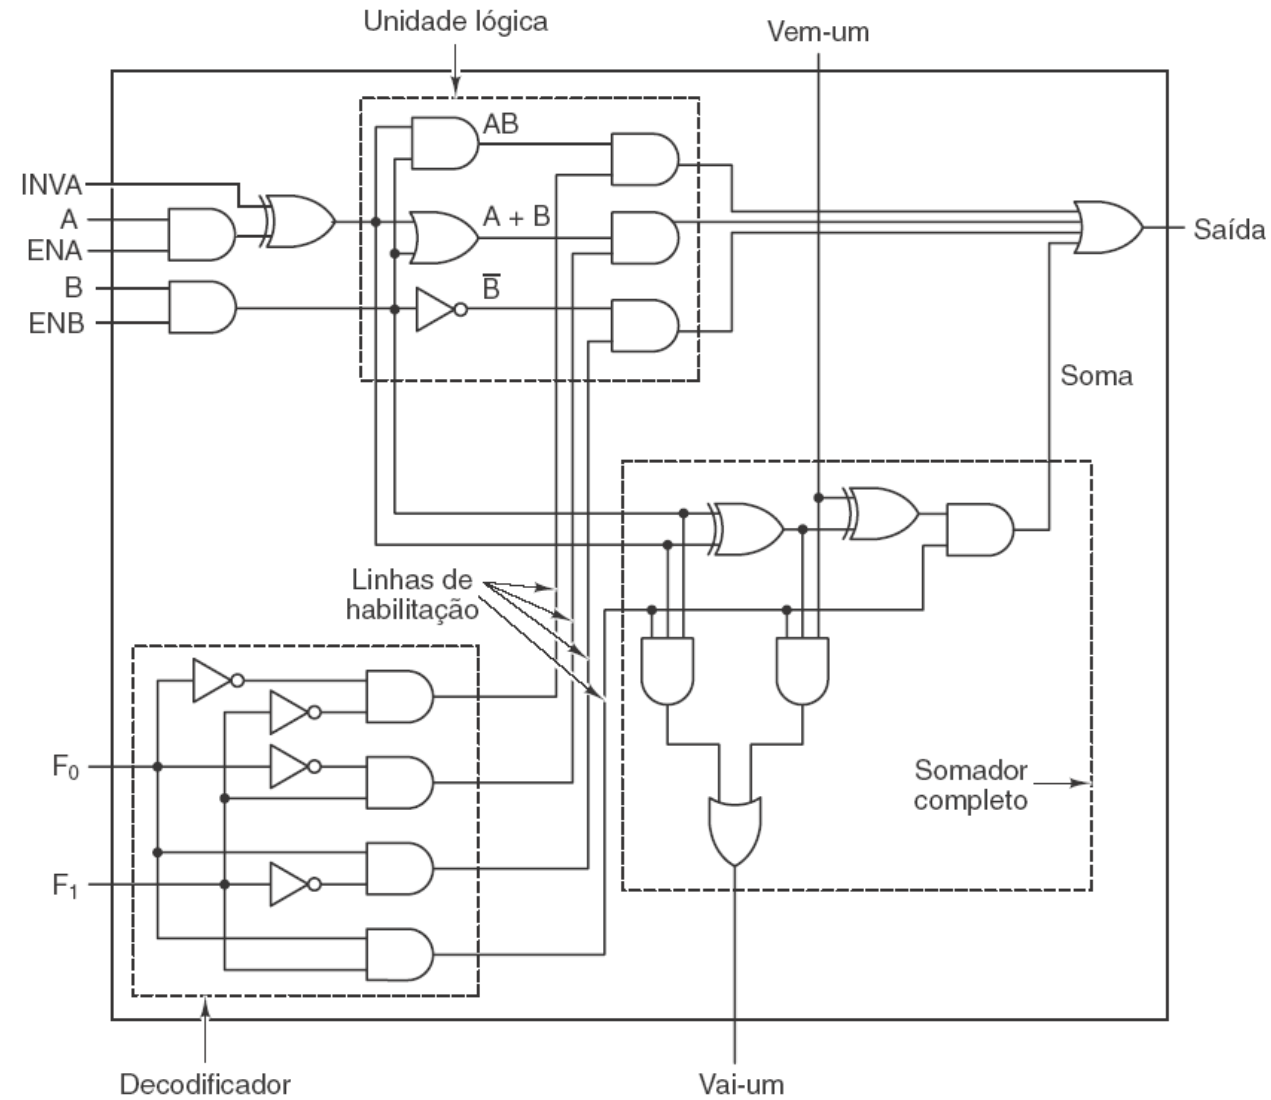 Unidade lógica
Vem-um
INVA
A
ENA
B
ENB
AB
A + B
B̅
Saída
Soma
Linhas de
habilitação
F₀
F₁
Somador
completo
Decodificador
Vai-um